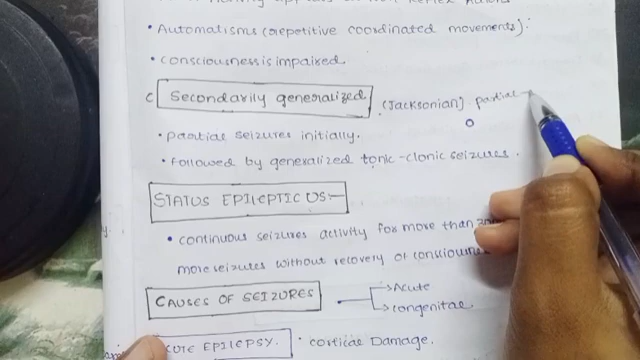 • Automatisms (repetitive coordinated movements):
• Consciousness is impaired.
c. Secondarily generalized (Jacksonian) partial
• partial seizures initially.
• followed by generalized tonic-clonic seizures.
STATUS EPILEPTICUS:-
• continuous seizures activity for more than
more seizures without recovery of
CAUSES OF SEIZURES → Acute
→ congenital
EPILEPSY. • cortical Damage.